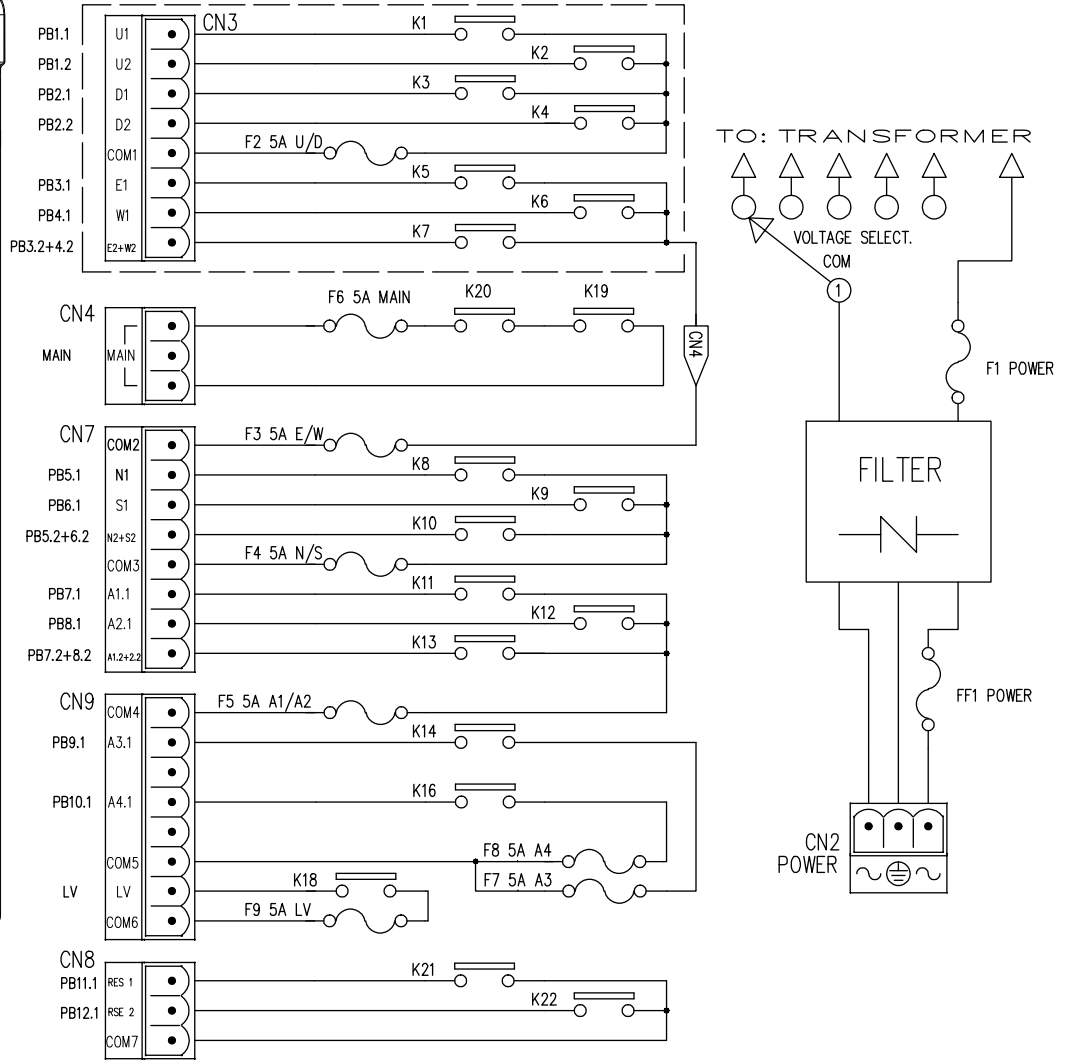 CN3
PB1.1 U1 K1
PB1.2 U2 K2
PB2.1 D1 K3
PB2.2 D2 K4
COM1 F2 5A U/D
PB3.1 E1 K5
PB4.1 W1 K6
PB3.2+4.2 E2+W2 K7
TO: TRANSFORMER
VOLTAGE SELECT.
COM
1
CN4
F6 5A MAIN K20 K19
MAIN MAIN
CN4
F1 POWER
CN7
COM2 F3 5A E/W
PB5.1 N1 K8
PB6.1 S1 K9
PB5.2+6.2 N2+S2 K10
COM3 F4 5A N/S
PB7.1 A1.1 K11
PB8.1 A2.1 K12
PB7.2+8.2 A1.2+2.2 K13
FILTER
N
FF1 POWER
CN9
COM4 F5 5A A1/A2
PB9.1 A3.1 K14
PB10.1 A4.1 K16
COM5 F8 5A A4
F7 5A A3
LV LV K18
COM6 F9 5A LV
CN2
POWER
CN8
PB11.1 RES 1 K21
PB12.1 RSE 2 K22
COM7